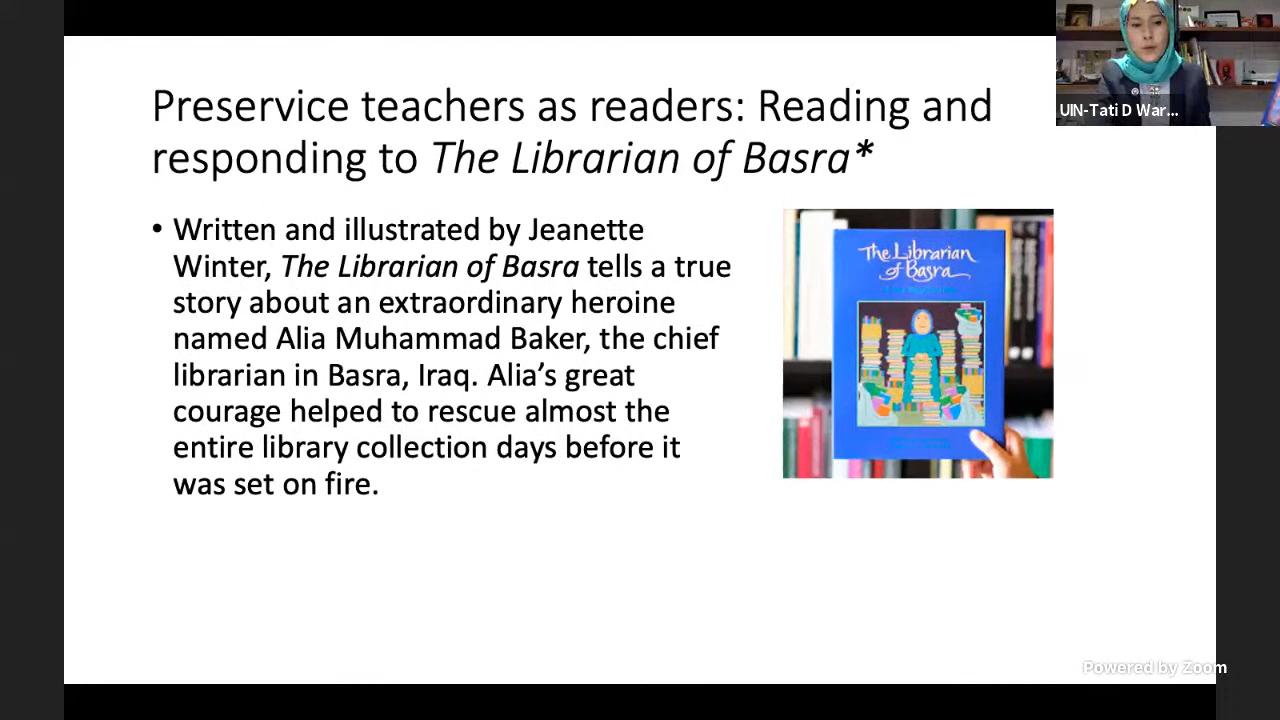 Preservice teachers as readers: Reading and
responding to The Librarian of Basra*
• Written and illustrated by Jeanette
Winter, The Librarian of Basra tells a true
story about an extraordinary heroine
named Alia Muhammad Baker, the chief
librarian in Basra, Iraq. Alia’s great
courage helped to rescue almost the
entire library collection days before it
was set on fire.
The Librarian
of Basra
UIN-Tati D War...
Powered by Zoom